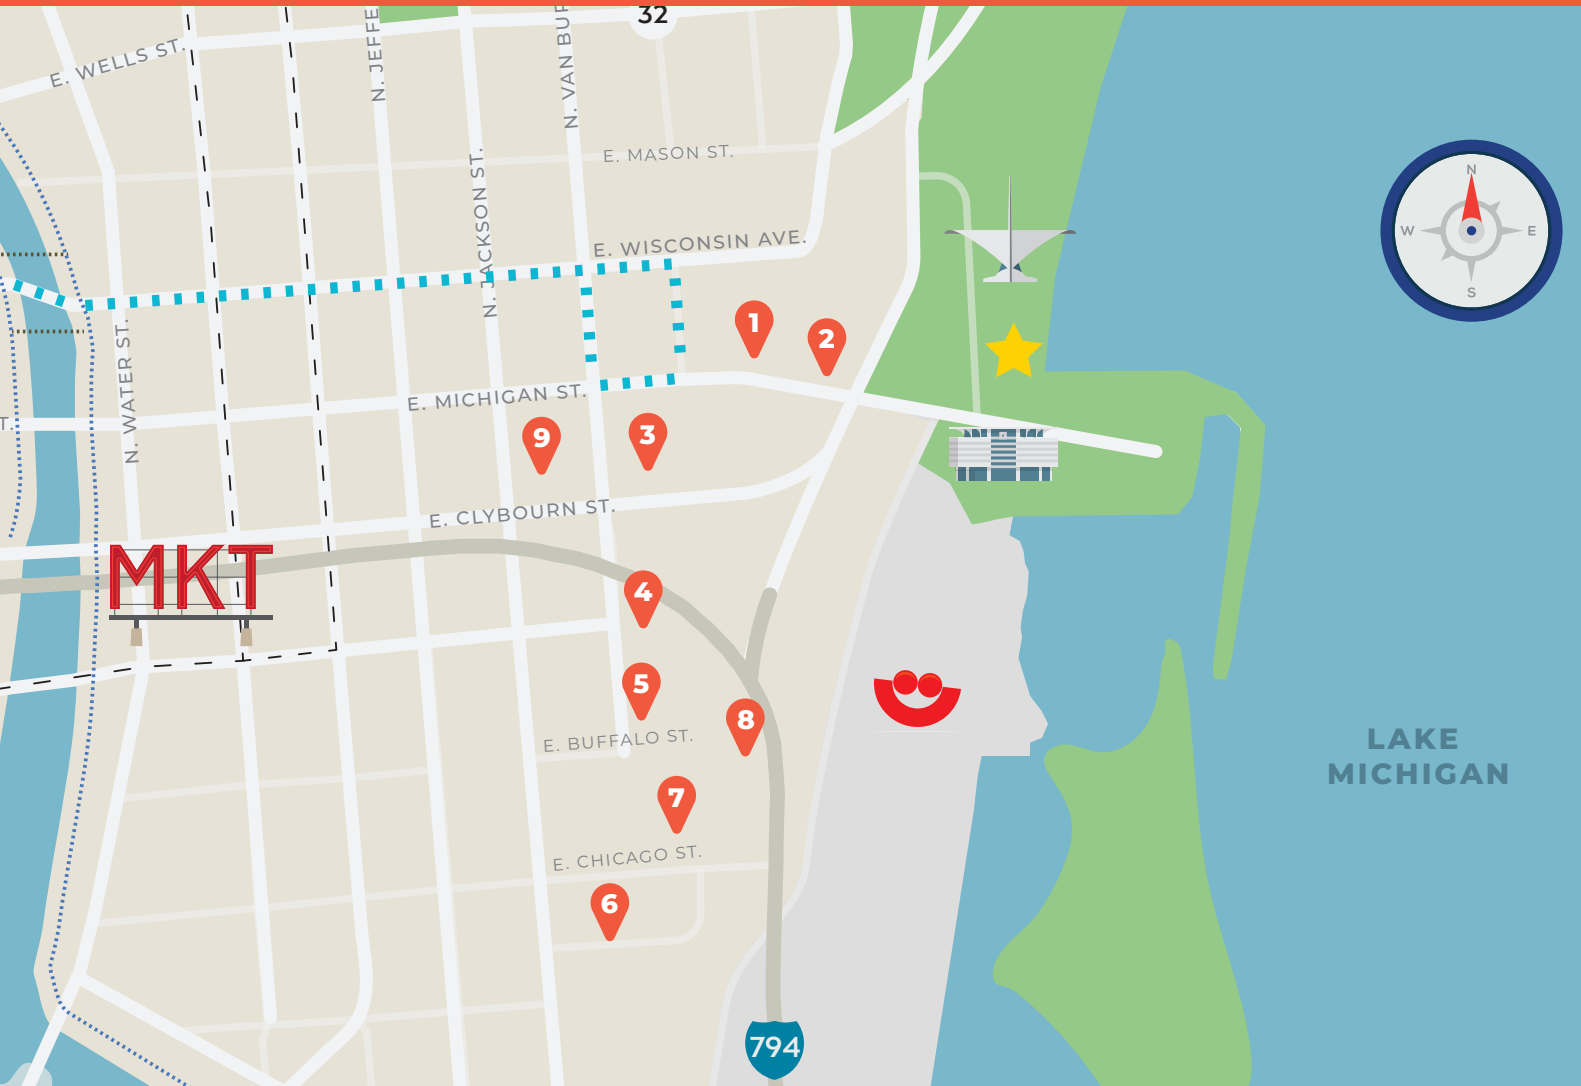 32
E. WELLS ST.
N. JEFFE
N. VAN BUF
E. MASON ST.
N. JACKSON ST.
E. WISCONSIN AVE.
N
W
E
S
1
2
N. WATER ST.
E. MICHIGAN ST.
T.
9
3
E. CLYBOURN ST.
MKT
4
5
8
E. BUFFALO ST.
LAKE
MICHIGAN
7
E. CHICAGO ST.
6
794